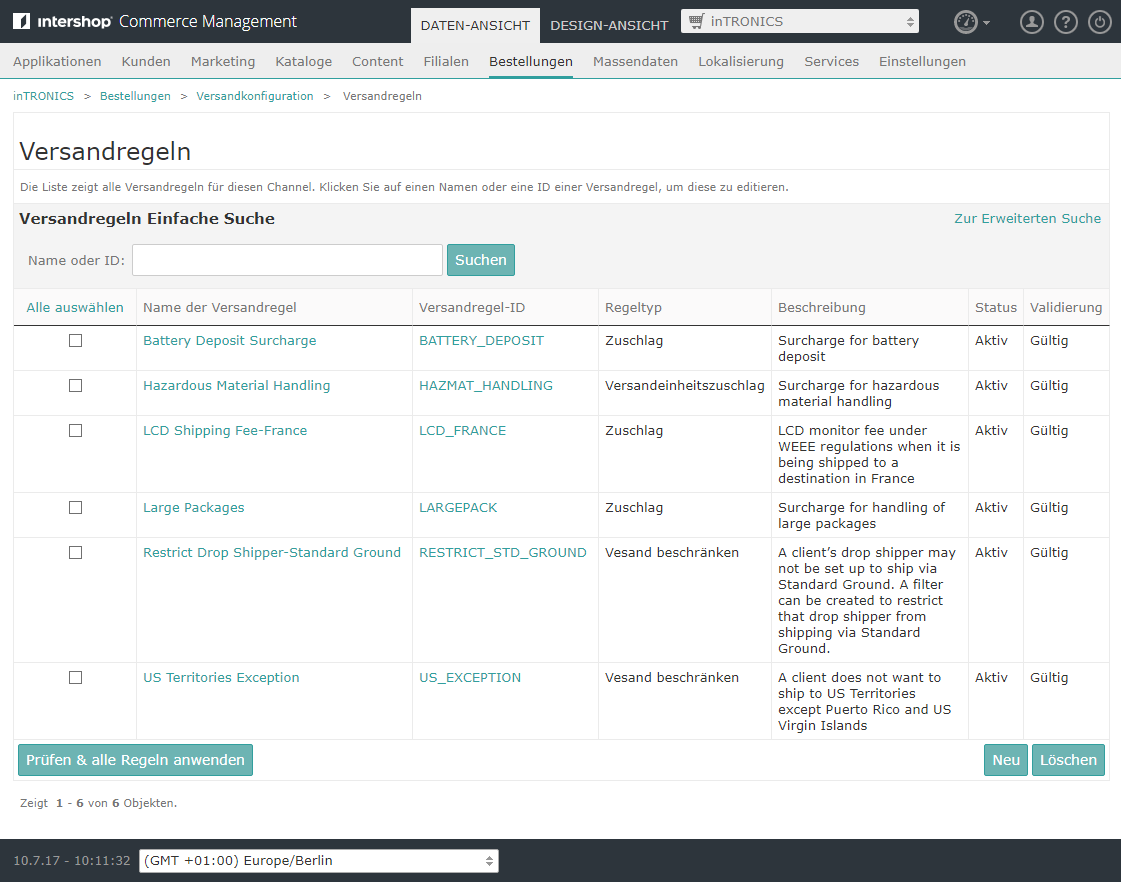 intershop® Commerce Management DATEN-ANSICHT DESIGN-ANSICHT inTRONICS ?
Applikationen Kunden Marketing Kataloge Content Filialen Bestellungen Massendaten Lokalisierung Services Einstellungen
inTRONICS > Bestellungen > Versandkonfiguration > Versandregeln
Versandregeln
Die Liste zeigt alle Versandregeln für diesen Channel. Klicken Sie auf einen Namen oder eine ID einer Versandregel, um diese zu editieren.
Versandregeln Einfache Suche Zur Erweiterten Suche
Name oder ID: Suchen
Alle auswählen Name der Versandregel Versandregel-ID Regeltyp Beschreibung Status Validierung
Battery Deposit Surcharge BATTERY_DEPOSIT Zuschlag Surcharge for battery Aktiv Gültig
deposit
Hazardous Material Handling HAZMAT_HANDLING Versandeinheitszuschlag Surcharge for hazardous Aktiv Gültig
material handling
LCD Shipping Fee-France LCD_FRANCE Zuschlag LCD monitor fee under Aktiv Gültig
WEEE regulations when it is
being shipped to a
destination in France
Large Packages LARGEPACK Zuschlag Surcharge for handling of Aktiv Gültig
large packages
Restrict Drop Shipper-Standard Ground RESTRICT_STD_GROUND Vesand beschränken A client’s drop shipper may Aktiv Gültig
not be set up to ship via
Standard Ground. A filter
can be created to restrict
that drop shipper from
shipping via Standard
Ground.
US Territories Exception US_EXCEPTION Vesand beschränken A client does not want to Aktiv Gültig
ship to US Territories
except Puerto Rico and US
Virgin Islands
Prüfen & alle Regeln anwenden Neu Löschen
Zeigt 1 - 6 von 6 Objekten.
10.7.17 - 10:11:32 (GMT +01:00) Europe/Berlin